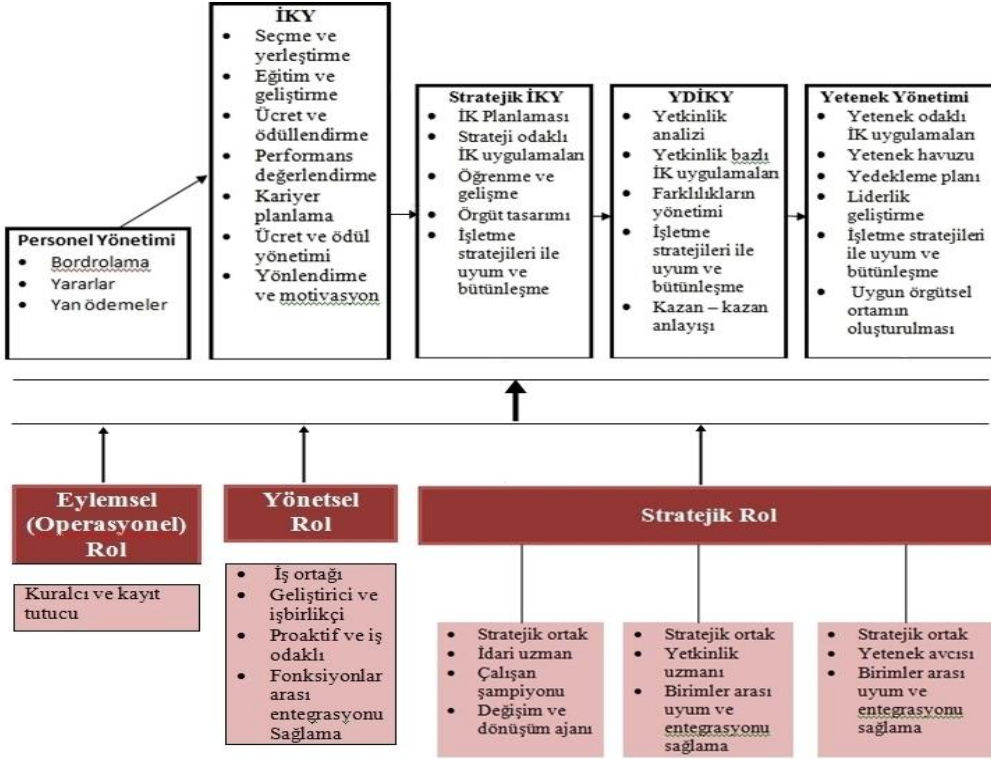 İKY
• Seçme ve
yerleştirme
• Eğitim ve
geliştirme
• Ücret ve
ödüllendirme
• Performans
değerlendirme
• Kariyer
planlama
• Ücret ve ödül
yönetimi
• Yönlendirme
ve motivasyon
Personel Yönetimi
• Bordrolama
• Yararlar
• Yan ödemeler
Stratejik İKY
• İK Planlaması
• Strateji odaklı
İK uygulamaları
• Öğrenme ve
gelişme
• Örgüt tasarımı
• İşletme
stratejileri ile
uyum ve
bütünleşme
YDİKY
• Yetkinlik
analizi
• Yetkinlik bazlı
İK uygulamaları
• Farklılıkların
yönetimi
• İşletme
stratejileri ile
uyum ve
bütünleşme
• Kazan – kazan
anlayışı
Yetenek Yönetimi
• Yetenek odaklı
İK uygulamaları
• Yetenek havuzu
• Yedekleme planı
• Liderlik
geliştirme
• İşletme stratejileri
ile uyum ve
bütünleşme
• Uygun örgütsel
ortamın
oluşturulması
Eylemsel
(Operasyonel)
Rol
Kuralcı ve kayıt
tutucu
Yönetsel
Rol
• İş ortağı
• Geliştirici ve
işbirlikçi
• Proaktif ve iş
odaklı
• Fonksiyonlar
arası
entegrasyonu
Sağlama
Stratejik Rol
• Stratejik ortak
• İdari uzman
• Çalışan
şampiyonu
• Değişim ve
dönüşüm ajanı
• Stratejik ortak
• Yetkinlik
uzmanı
• Birimler arası
uyum ve
entegrasyonu
sağlama
• Stratejik ortak
• Yetenek avcısı
• Birimler arası
uyum ve
entegrasyonu
sağlama